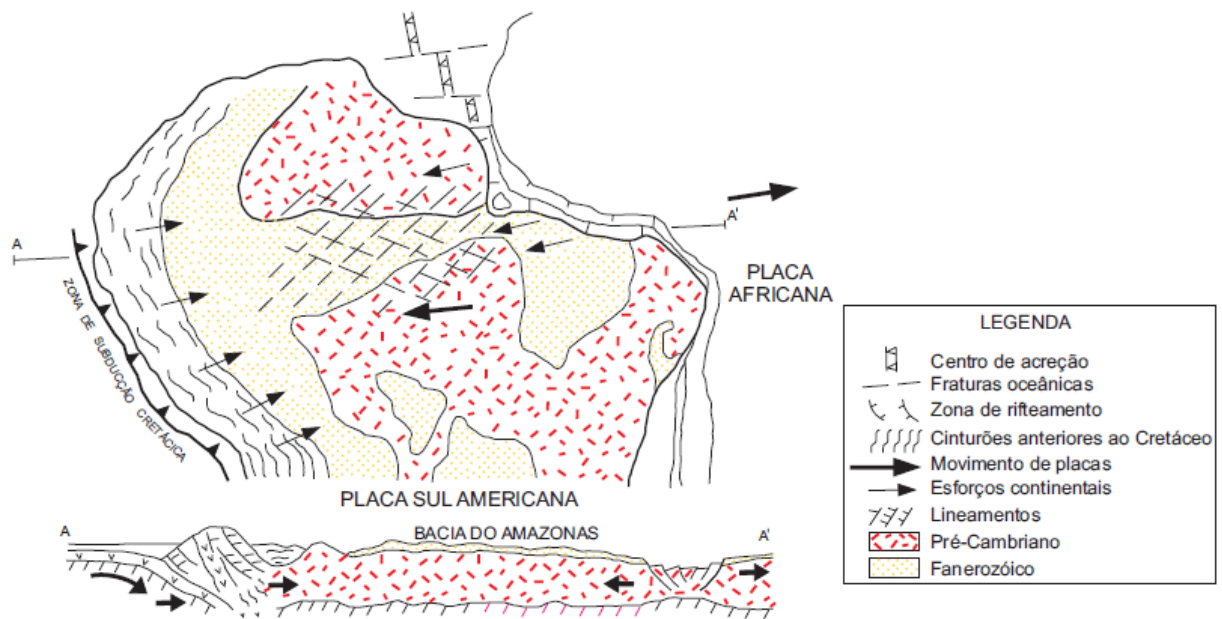 A
A'
ZONA DE SUBDUCÇÃO CRETÁCICA
PLACA
AFRICANA
PLACA SUL AMERICANA
A
BACIA DO AMAZONAS
A'
LEGENDA
Centro de acreção
Fraturas oceânicas
Zona de rifteamento
Cinturões anteriores ao Cretáceo
Movimento de placas
Esforços continentais
Lineamentos
Pré-Cambriano
Fanerozóico